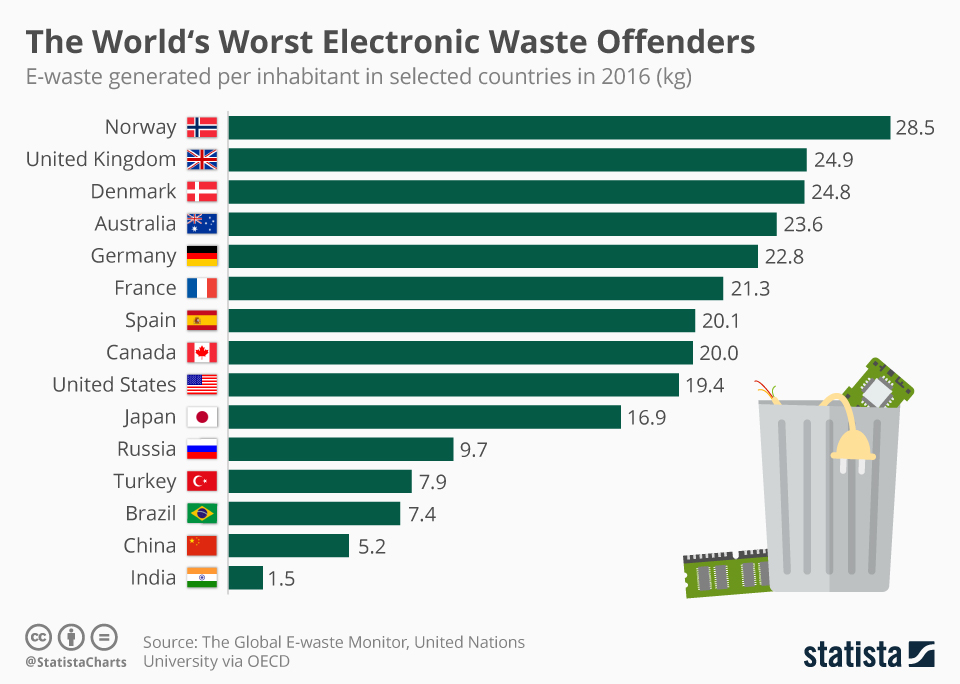 The World‘s Worst Electronic Waste Offenders
E-waste generated per inhabitant in selected countries in 2016 (kg)
Norway 28.5
United Kingdom 24.9
Denmark 24.8
Australia 23.6
Germany 22.8
France 21.3
Spain 20.1
Canada 20.0
United States 19.4
Japan 16.9
Russia 9.7
Turkey 7.9
Brazil 7.4
China 5.2
India 1.5
cc
@StatistaCharts
Source: The Global E-waste Monitor, United Nations
University via OECD
statista